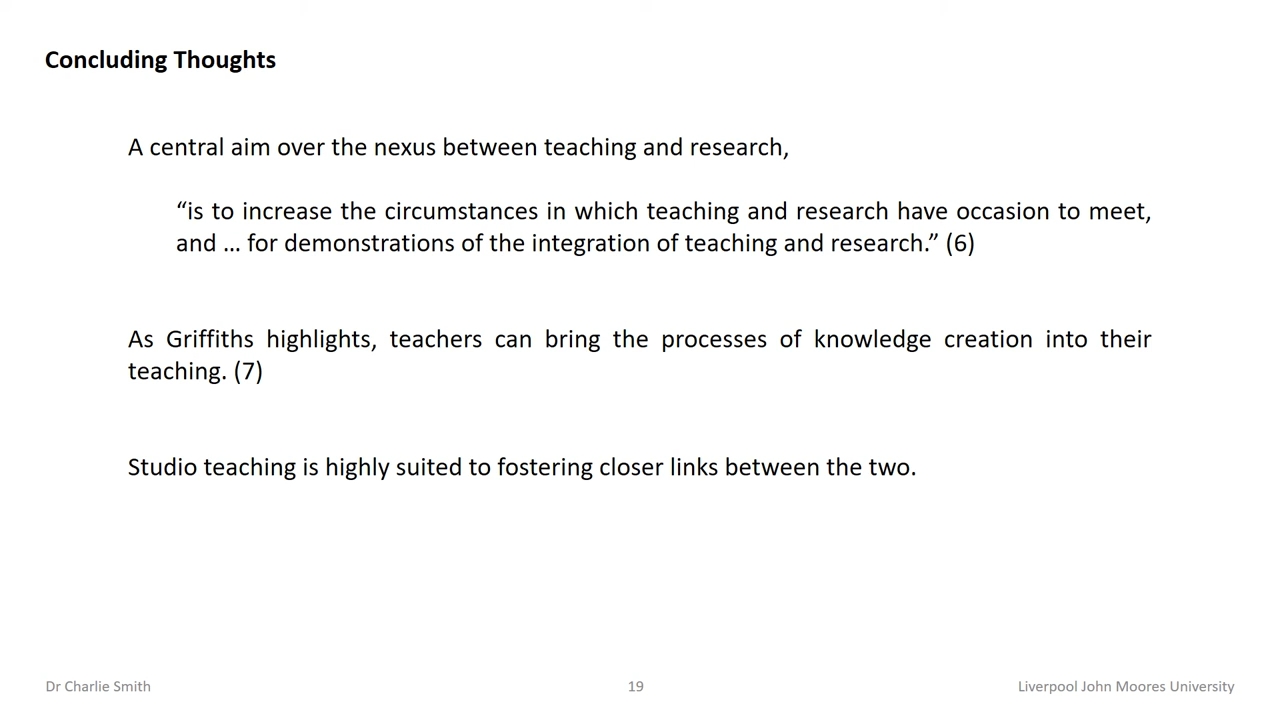 Concluding Thoughts
A central aim over the nexus between teaching and research,
“is to increase the circumstances in which teaching and research have occasion to meet,
and … for demonstrations of the integration of teaching and research.” (6)
As Griffiths highlights, teachers can bring the processes of knowledge creation into their
teaching. (7)
Studio teaching is highly suited to fostering closer links between the two.
Dr Charlie Smith
19
Liverpool John Moores University